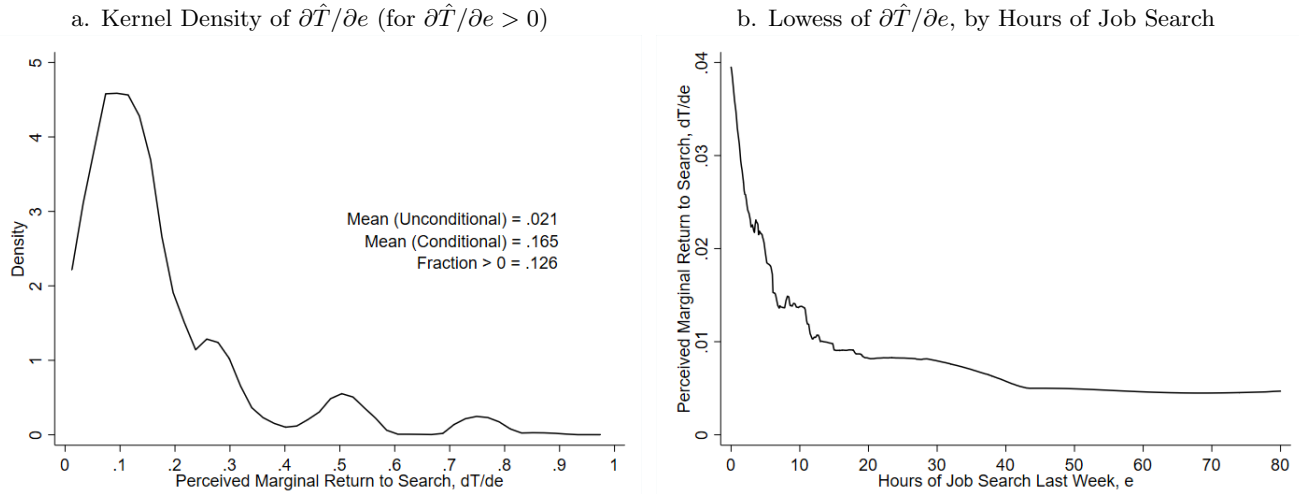 a. Kernel Density of ∂T̂/∂e (for ∂T̂/∂e > 0)
5
4
3
2
1
0
Density
Mean (Unconditional) = .021
Mean (Conditional) = .165
Fraction > 0 = .126
0 .1 .2 .3 .4 .5 .6 .7 .8 .9 1
Perceived Marginal Return to Search, dT/de
b. Lowess of ∂T̂/∂e, by Hours of Job Search
.04
.03
.02
.01
0
Perceived Marginal Return to Search, dT/de
0 10 20 30 40 50 60 70 80
Hours of Job Search Last Week, e